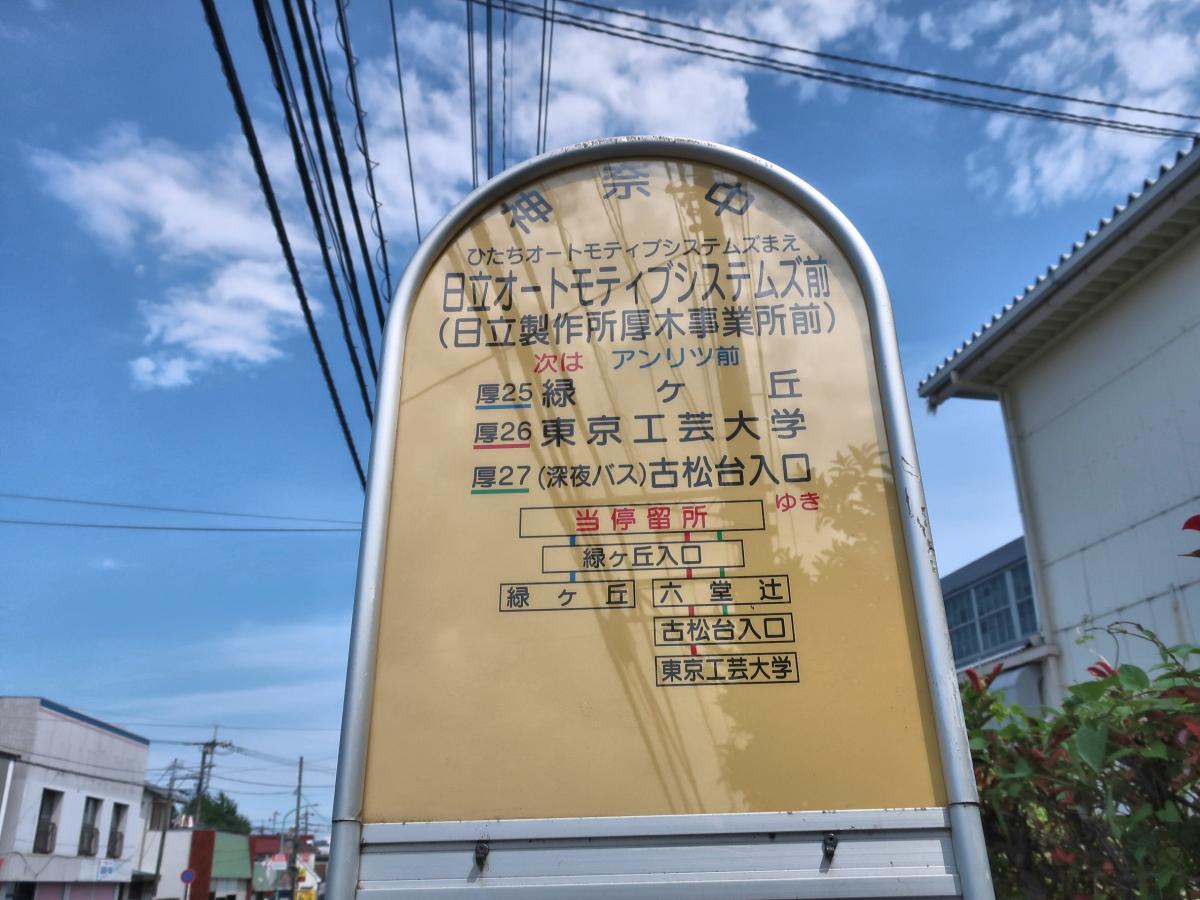 神奈中
ひたちオートモティブシステムズまえ
日立オートモティブシステムズ前
(日立製作所厚木事業所前)
次は アンリツ前
厚25 緑ヶ丘
厚26 東京工芸大学
厚27 (深夜バス) 古松台入口
ゆき
当停留所
緑ヶ丘入口
緑ヶ丘 六堂辻
古松台入口
東京工芸大学